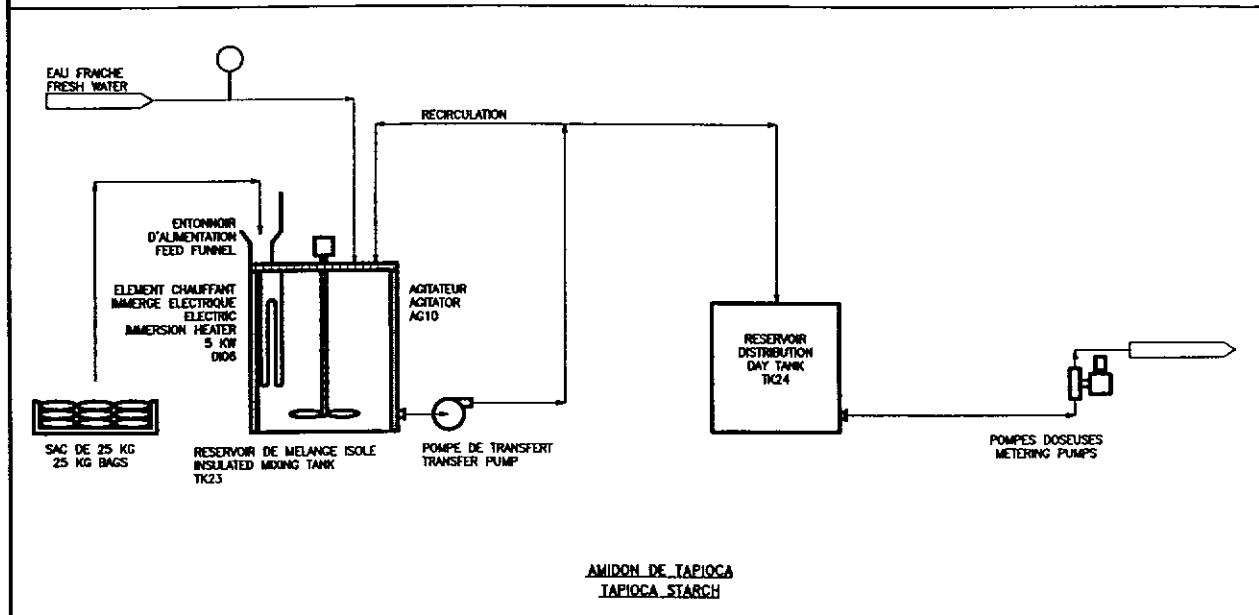 EAU FRAICHE
FRESH WATER
RECIRCULATION
ENTONNOIR
D'ALIMENTATION
FEED FUNNEL
ELEMENT CHAUFFANT
IMMERGE ELECTRIQUE
ELECTRIC
IMMERSION HEATER
5 KW
DI06
AGITATEUR
AGITATOR
AG10
RESERVOIR
DISTRIBUTION
DAY TANK
TK24
SAC DE 25 KG
25 KG BAGS
RESERVOIR DE MELANGE ISOLE
INSULATED MIXING TANK
TK23
POMPE DE TRANSFERT
TRANSFER PUMP
POMPES DOSEUSES
METERING PUMPS
AMIDON DE TAPIOCA
TAPIOCA STARCH